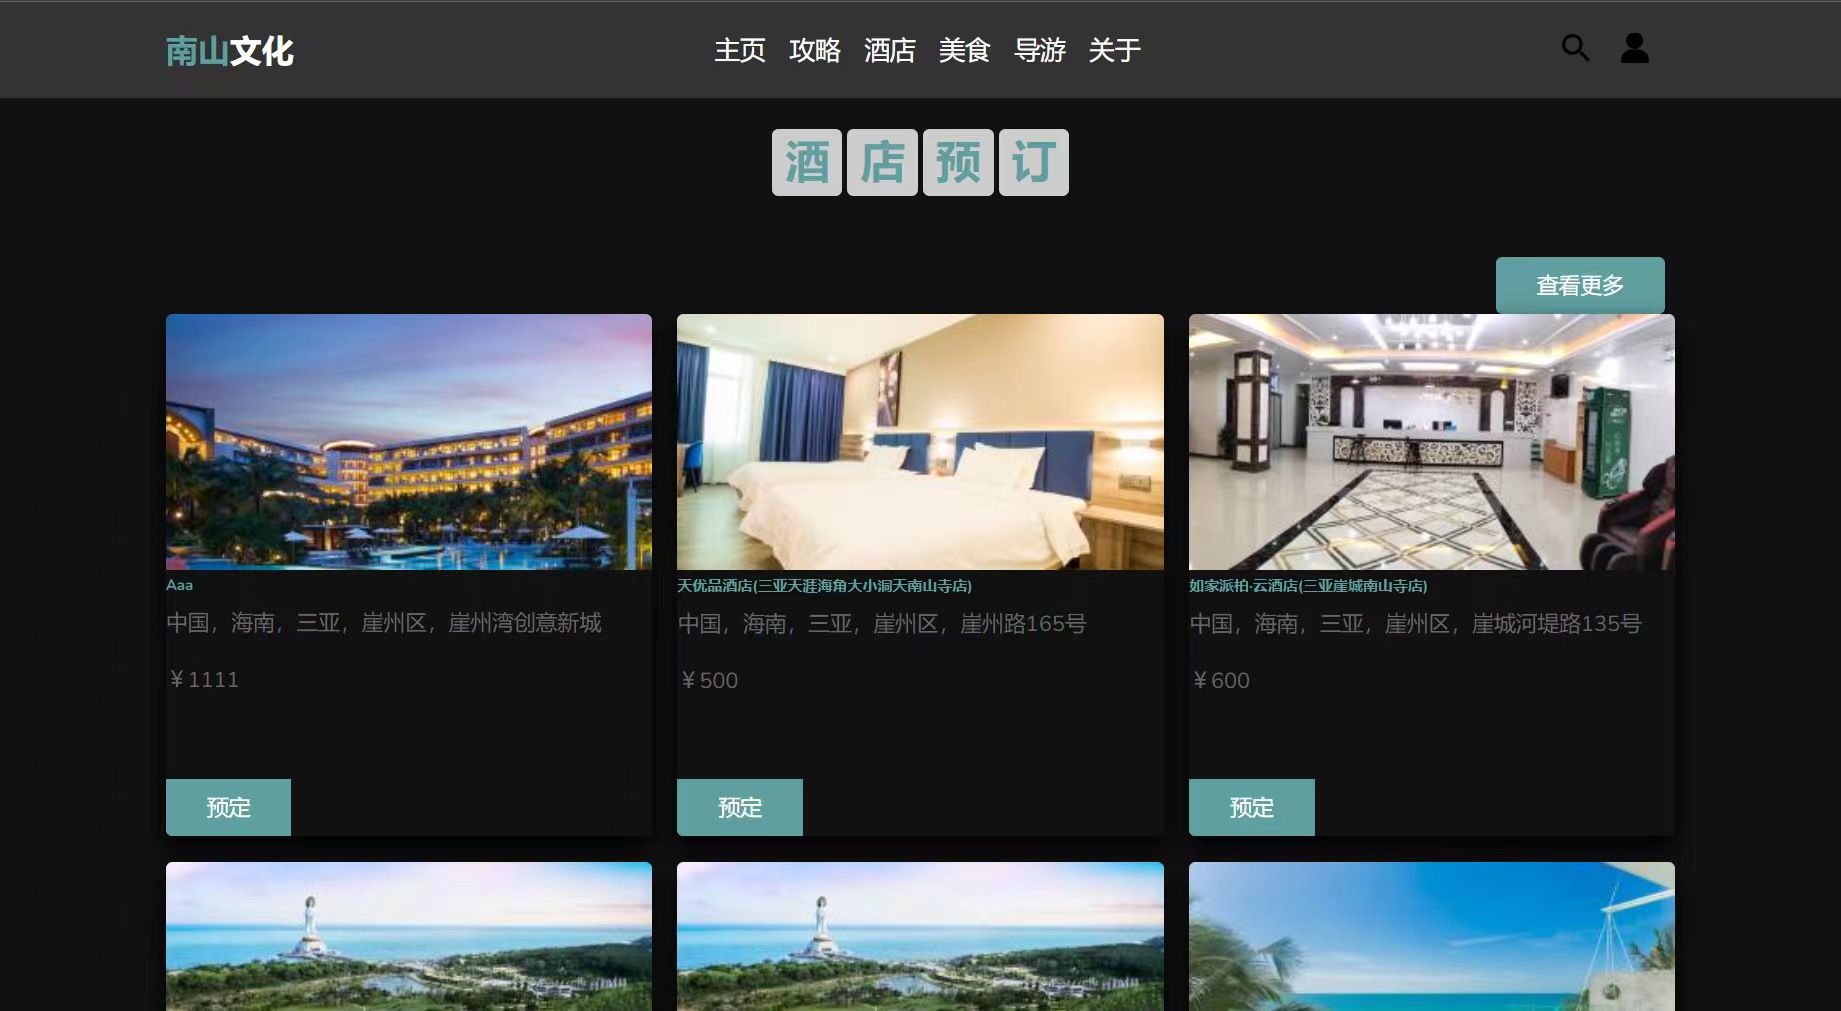 南山文化
主页 攻略 酒店 美食 导游 关于
酒店预订
查看更多
Aaa
中国，海南，三亚，崖州区，崖州湾创意新城
￥1111
预定
天优品酒店(三亚天涯海角大小洞天南山寺店)
中国，海南，三亚，崖州区，崖州路165号
￥500
预定
如家派柏·云酒店(三亚崖城南山寺店)
中国，海南，三亚，崖州区，崖城河堤路135号
￥600
预定